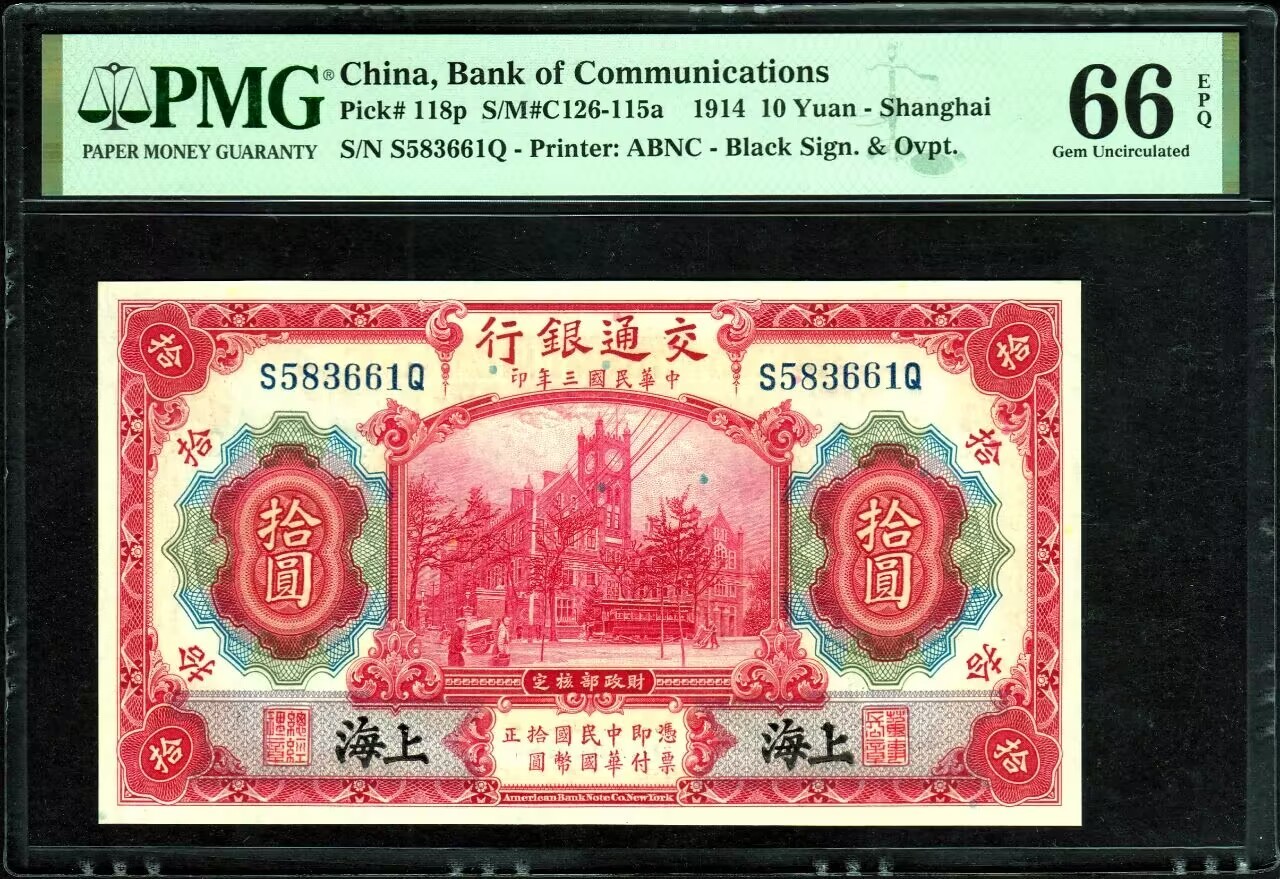 PMG®
PAPER MONEY GUARANTY
China, Bank of Communications
Pick# 118p S/M#C126-115a 1914 10 Yuan - Shanghai
S/N S583661Q - Printer: ABNC - Black Sign. & Ovpt.
66 EPQ
Gem Uncirculated
拾 拾
行銀通交
印年三國民華中
S583661Q S583661Q
拾 拾
拾圓 拾圓
拾 拾
定核部政財
海上 海上
正拾國民中即憑
圓幣國華付票
拾 拾
American Bank Note Co. New York